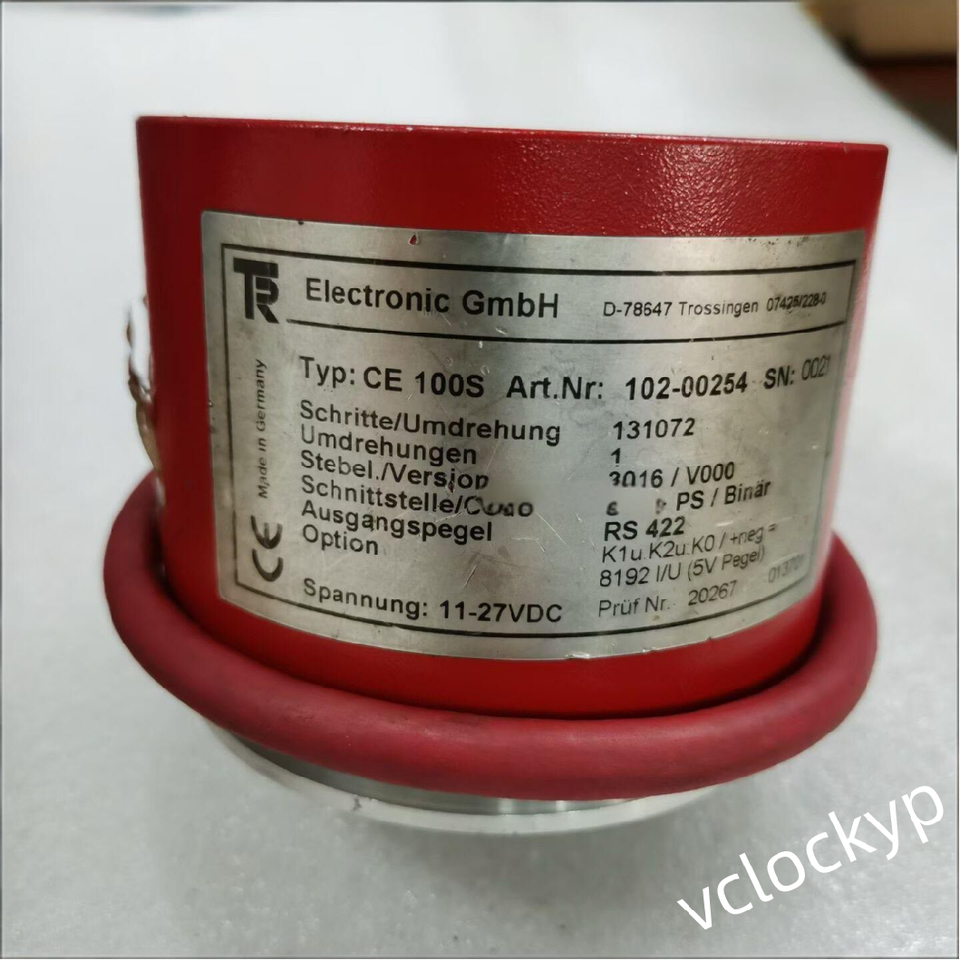 TR
Electronic GmbH D-78647 Trossingen 07425/228-0
Made in Germany
CE
Typ: CE 100S Art.Nr: 102-00254 SN: 0021
Schritte/Umdrehung 131072
Umdrehungen 1
Stebel./Version 3016 / V000
Schnittstelle/ PS / Binär
Ausgangspegel RS 422
Option K1u.K2u.K0 / +neg =
8192 I/U (5V Pegel)
Spannung: 11-27VDC Prüf Nr. 20267
vclockyp